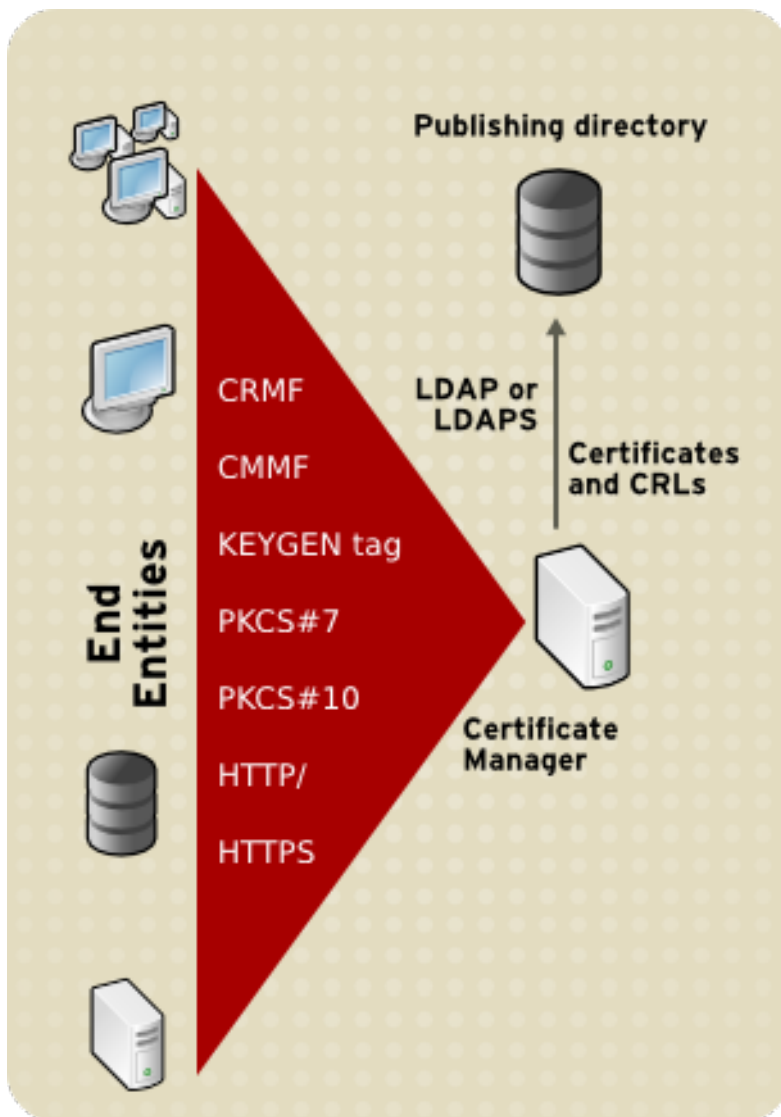 Publishing directory
LDAP or
LDAPS
Certificates
and CRLs
CRMF
CMMF
KEYGEN tag
PKCS#7
PKCS#10
HTTP/
HTTPS
End
Entities
Certificate
Manager